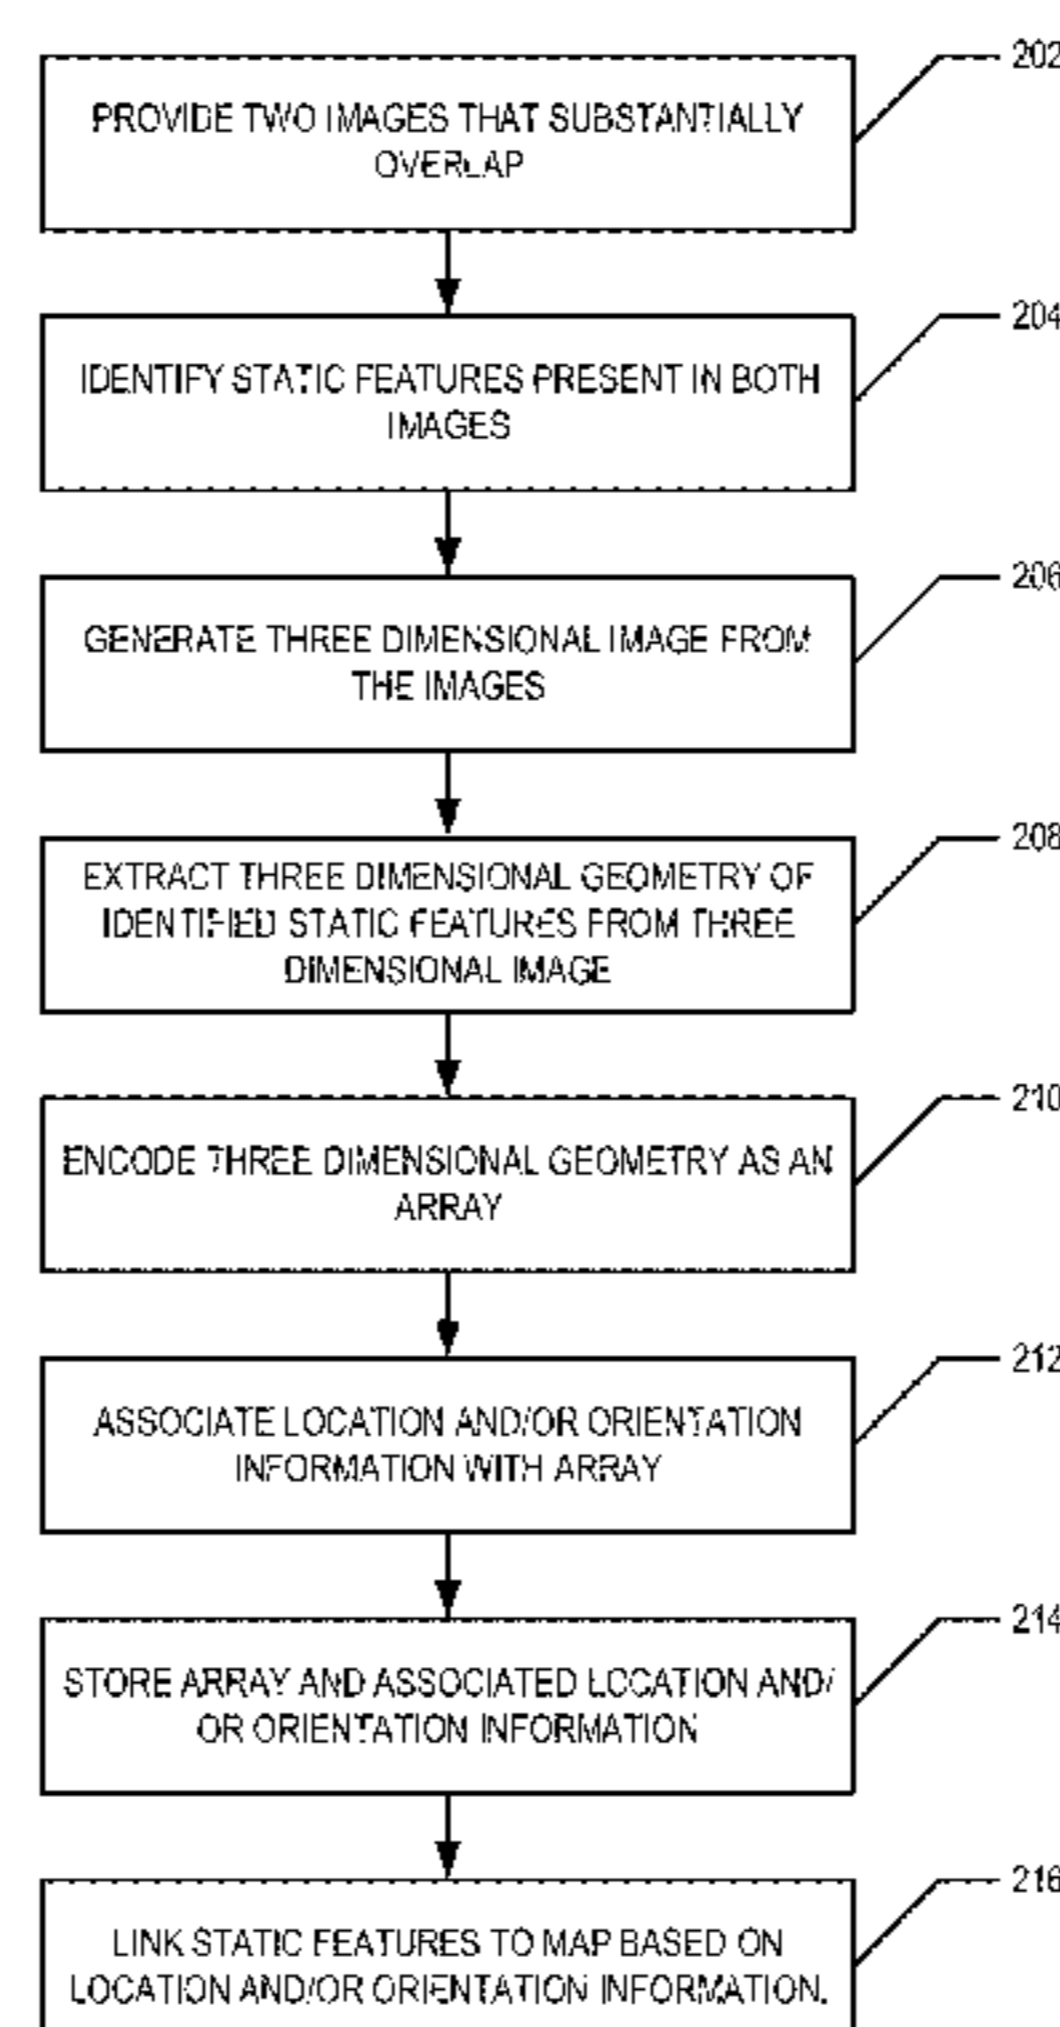 202
PROVIDE TWO IMAGES THAT SUBSTANTIALLY
OVERLAP
204
IDENTIFY STATIC FEATURES PRESENT IN BOTH
IMAGES
206
GENERATE THREE DIMENSIONAL IMAGE FROM
THE IMAGES
208
EXTRACT THREE DIMENSIONAL GEOMETRY OF
IDENTIFIED STATIC FEATURES FROM THREE
DIMENSIONAL IMAGE
210
ENCODE THREE DIMENSIONAL GEOMETRY AS AN
ARRAY
212
ASSOCIATE LOCATION AND/OR ORIENTATION
INFORMATION WITH ARRAY
214
STORE ARRAY AND ASSOCIATED LOCATION AND/
OR ORIENTATION INFORMATION
216
LINK STATIC FEATURES TO MAP BASED ON
LOCATION AND/OR ORIENTATION INFORMATION.